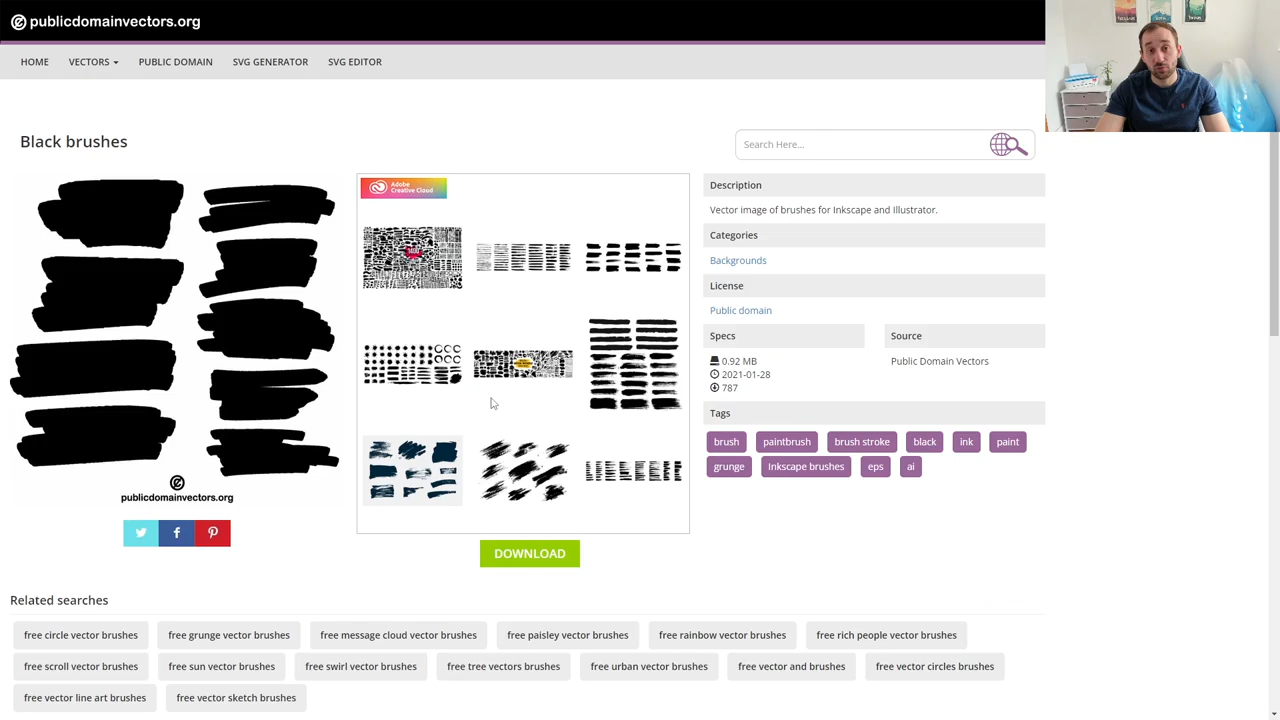 publicdomainvectors.org
HOME
VECTORS
PUBLIC DOMAIN
SVG GENERATOR
SVG EDITOR
Black brushes
Search Here...
publicdomainvectors.org
Adobe
Creative Cloud
DOWNLOAD
Description
Vector image of brushes for Inkscape and Illustrator.
Categories
Backgrounds
License
Public domain
Specs
Source
0.92 MB
Public Domain Vectors
2021-01-28
787
Tags
brush
paintbrush
brush stroke
black
ink
paint
grunge
Inkscape brushes
eps
ai
Related searches
free circle vector brushes
free grunge vector brushes
free message cloud vector brushes
free paisley vector brushes
free rainbow vector brushes
free rich people vector brushes
free scroll vector brushes
free sun vector brushes
free swirl vector brushes
free tree vectors brushes
free urban vector brushes
free vector and brushes
free vector circles brushes
free vector line art brushes
free vector sketch brushes